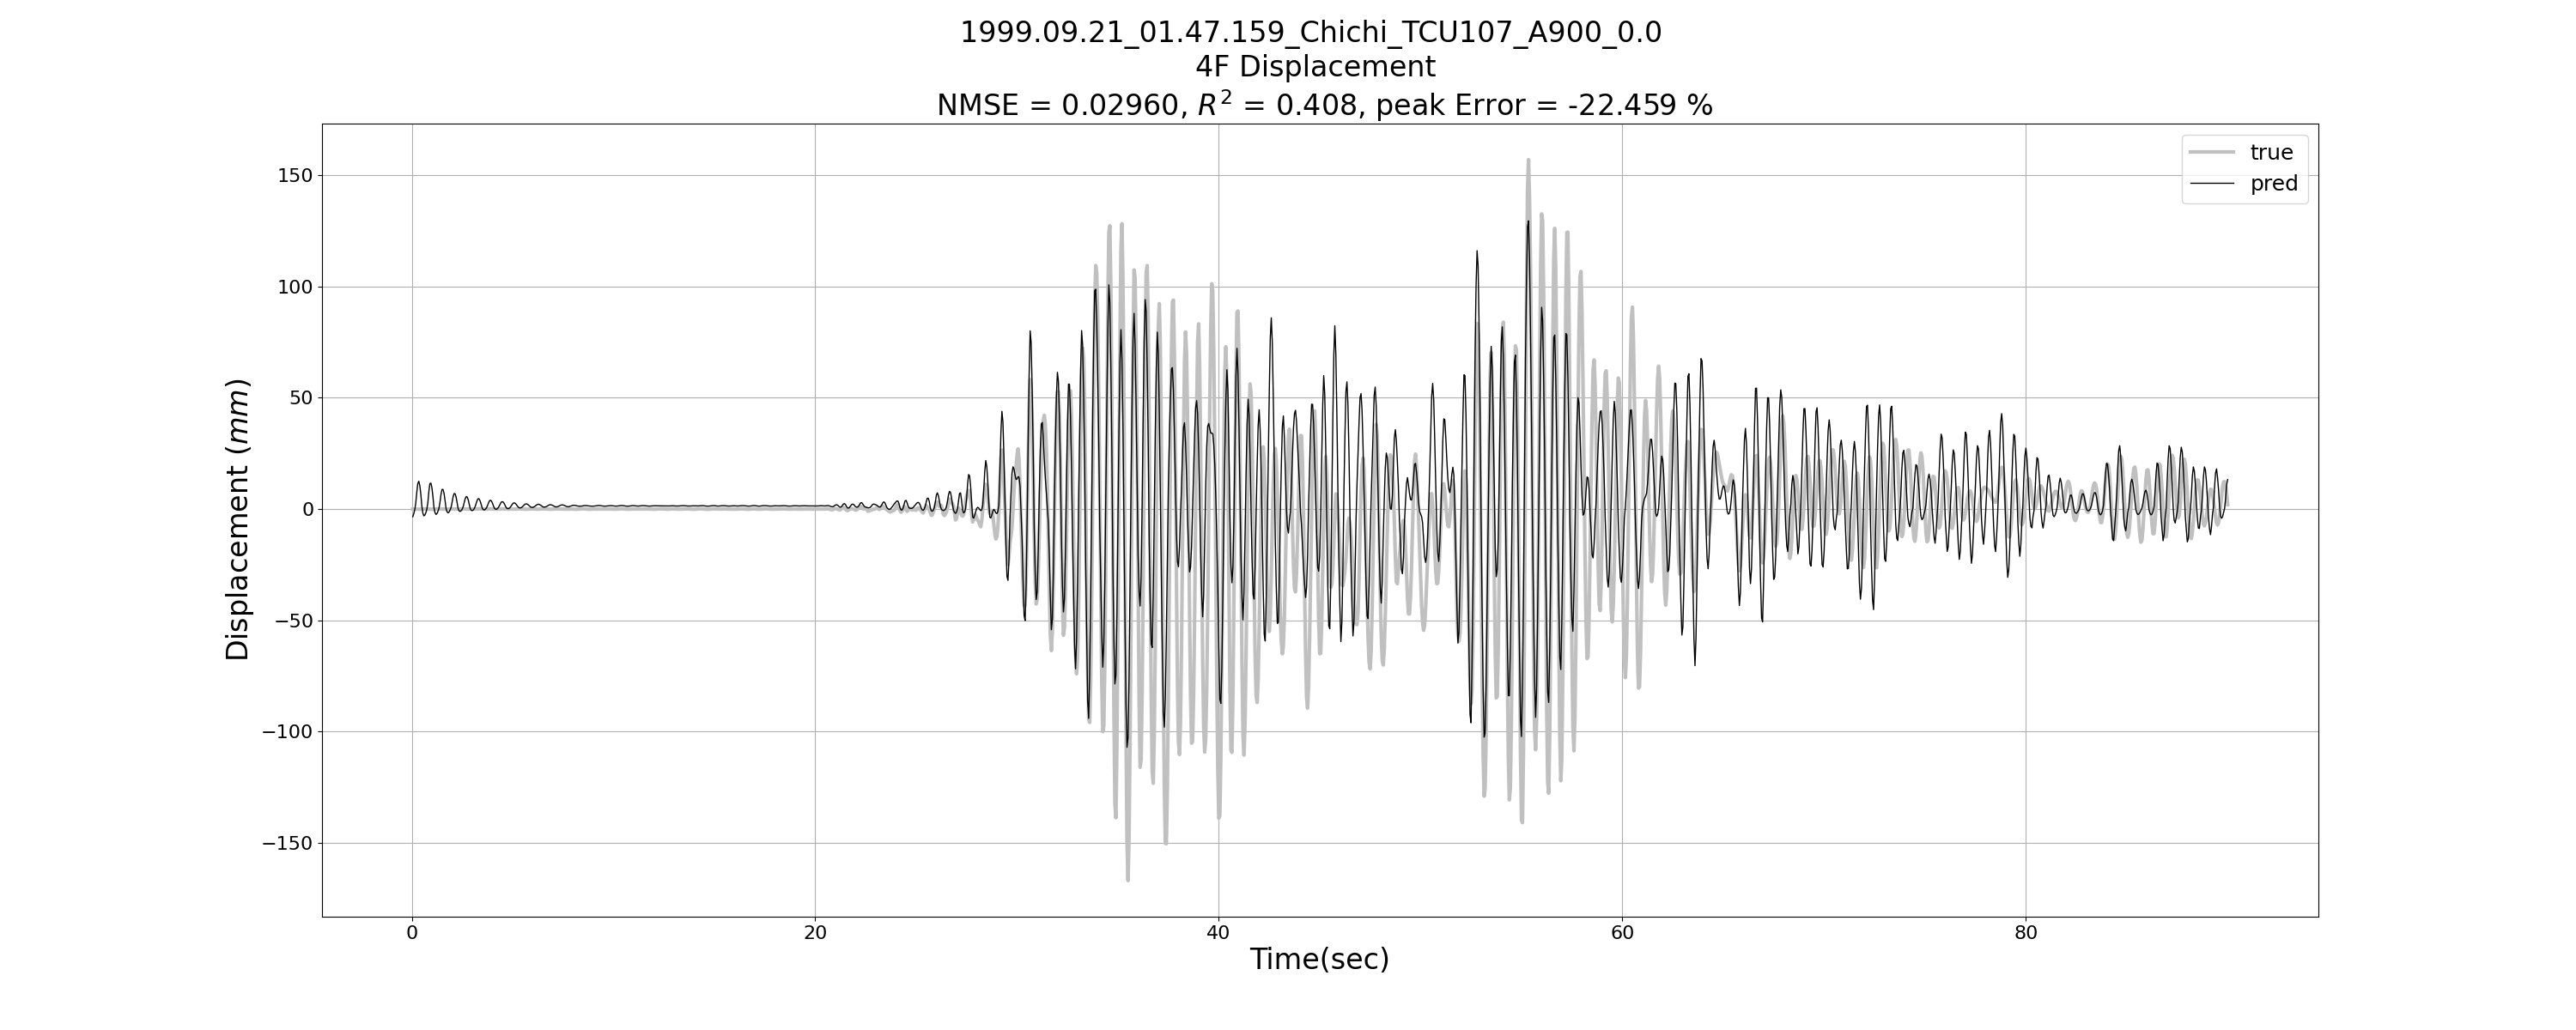 1999.09.21_01.47.159_Chichi_TCU107_A900_0.0
4F Displacement
NMSE = 0.02960, R² = 0.408, peak Error = -22.459 %
true
pred
150
100
50
0
−50
−100
−150
Displacement (mm)
0 20 40 60 80
Time(sec)